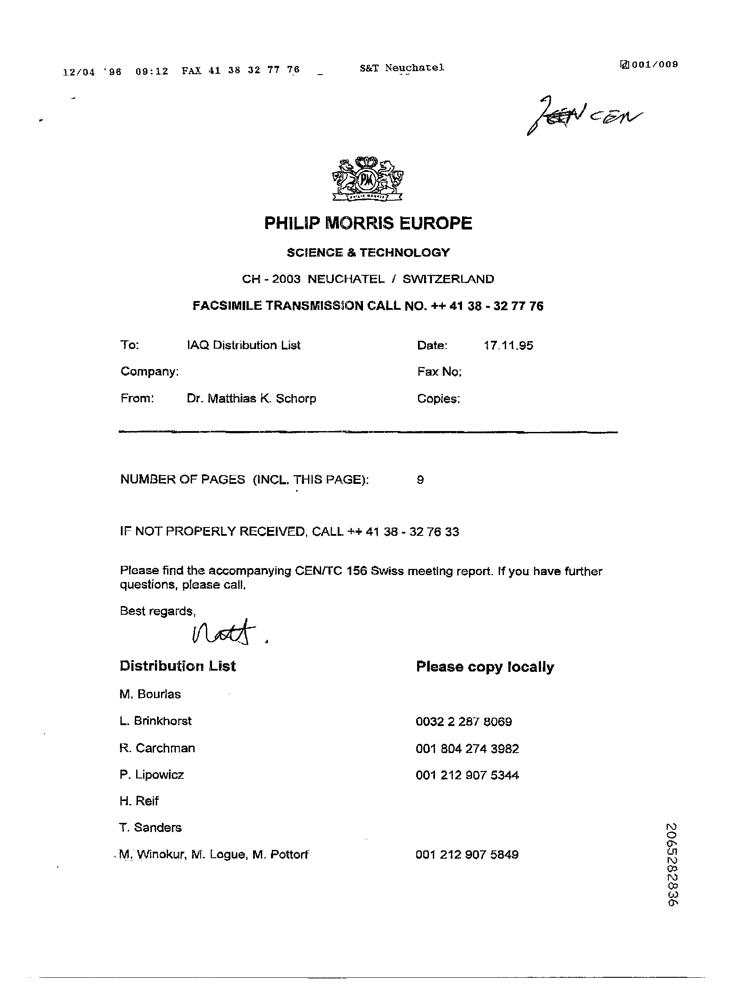 12/04 '96 09:12 FAX 41 38 32 77 76 _ S&T Neuchatel 001/009
CEN
PM
PHILIP MORRIS
PHILIP MORRIS EUROPE
SCIENCE & TECHNOLOGY
CH - 2003 NEUCHATEL / SWITZERLAND
FACSIMILE TRANSMISSION CALL NO. ++ 41 38 - 32 77 76
To: IAQ Distribution List Date: 17.11.95
Company: Fax No:
From: Dr. Matthias K. Schorp Copies:
NUMBER OF PAGES (INCL. THIS PAGE): 9
IF NOT PROPERLY RECEIVED, CALL ++ 41 38 - 32 76 33
Please find the accompanying CEN/TC 156 Swiss meeting report. If you have further
questions, please call.
Best regards,
Matt.
Distribution List Please copy locally
M. Bourlas
L. Brinkhorst 0032 2 287 8069
R. Carchman 001 804 274 3982
P. Lipowicz 001 212 907 5344
H. Reif
T. Sanders
M. Winokur, M. Logue, M. Pottorf 001 212 907 5849
2065282836